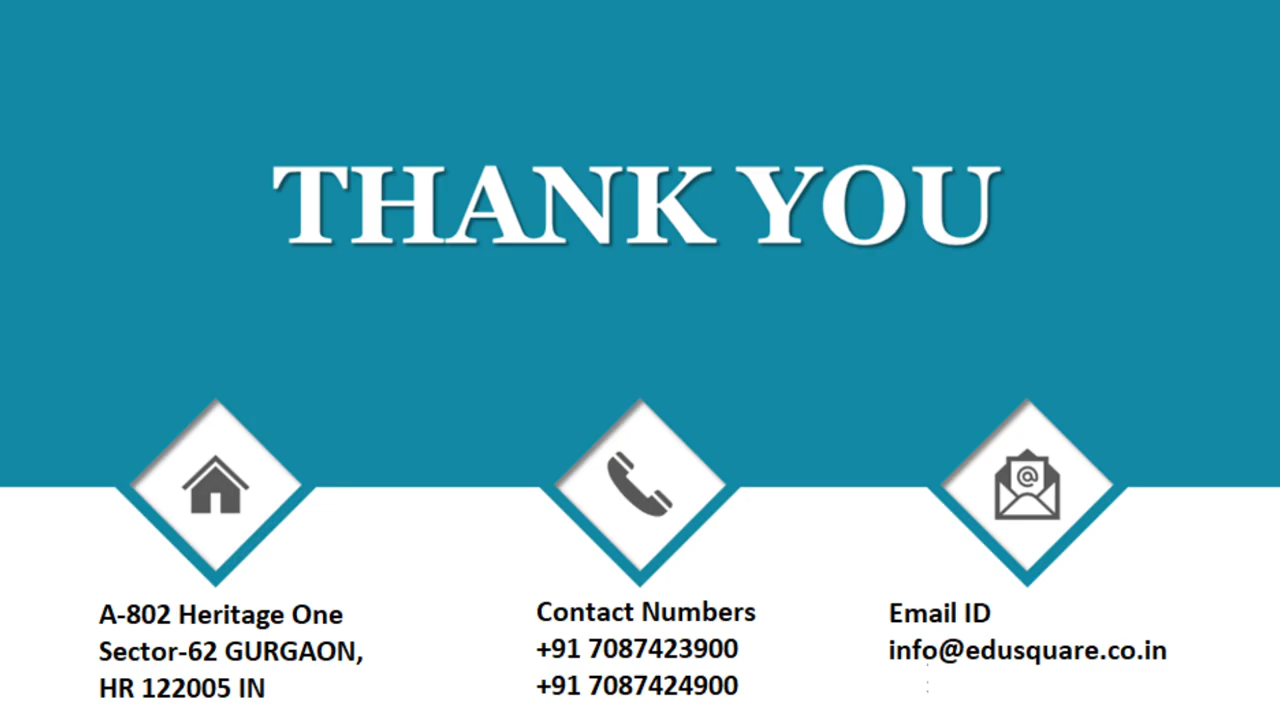 THANK YOU
A-802 Heritage One
Sector-62 GURGAON,
HR 122005 IN
Contact Numbers
+91 7087423900
+91 7087424900
Email ID
info@edusquare.co.in